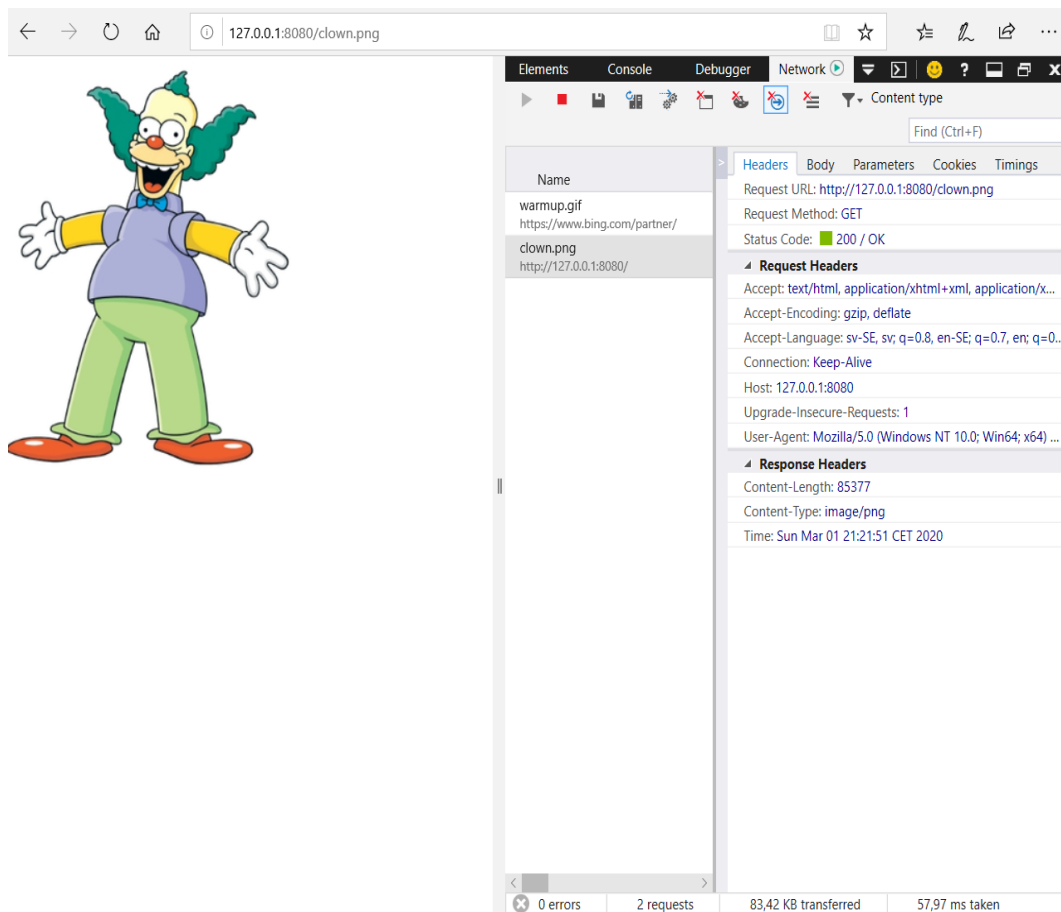 127.0.0.1:8080/clown.png
Elements Console Debugger Network ?
Content type
Find (Ctrl+F)
Name
warmup.gif
https://www.bing.com/partner/
clown.png
http://127.0.0.1:8080/
Headers Body Parameters Cookies Timings
Request URL: http://127.0.0.1:8080/clown.png
Request Method: GET
Status Code: 200 / OK
Request Headers
Accept: text/html, application/xhtml+xml, application/x...
Accept-Encoding: gzip, deflate
Accept-Language: sv-SE, sv; q=0.8, en-SE; q=0.7, en; q=0...
Connection: Keep-Alive
Host: 127.0.0.1:8080
Upgrade-Insecure-Requests: 1
User-Agent: Mozilla/5.0 (Windows NT 10.0; Win64; x64) ...
Response Headers
Content-Length: 85377
Content-Type: image/png
Time: Sun Mar 01 21:21:51 CET 2020
0 errors 2 requests 83,42 KB transferred 57,97 ms taken